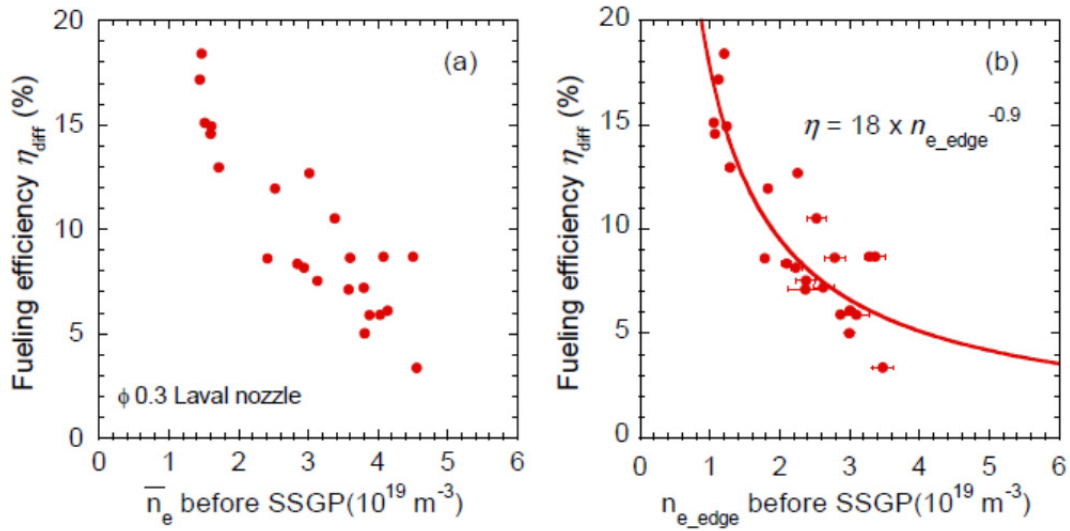 20
15
10
5
0
Fueling efficiency η_diff (%)
(a)
ϕ 0.3 Laval nozzle
0 1 2 3 4 5 6
n̅_e before SSGP(10^19 m^-3)
20
15
10
5
0
Fueling efficiency η_diff (%)
(b)
η = 18 x n_e_edge^-0.9
0 1 2 3 4 5 6
n_e_edge before SSGP(10^19 m^-3)